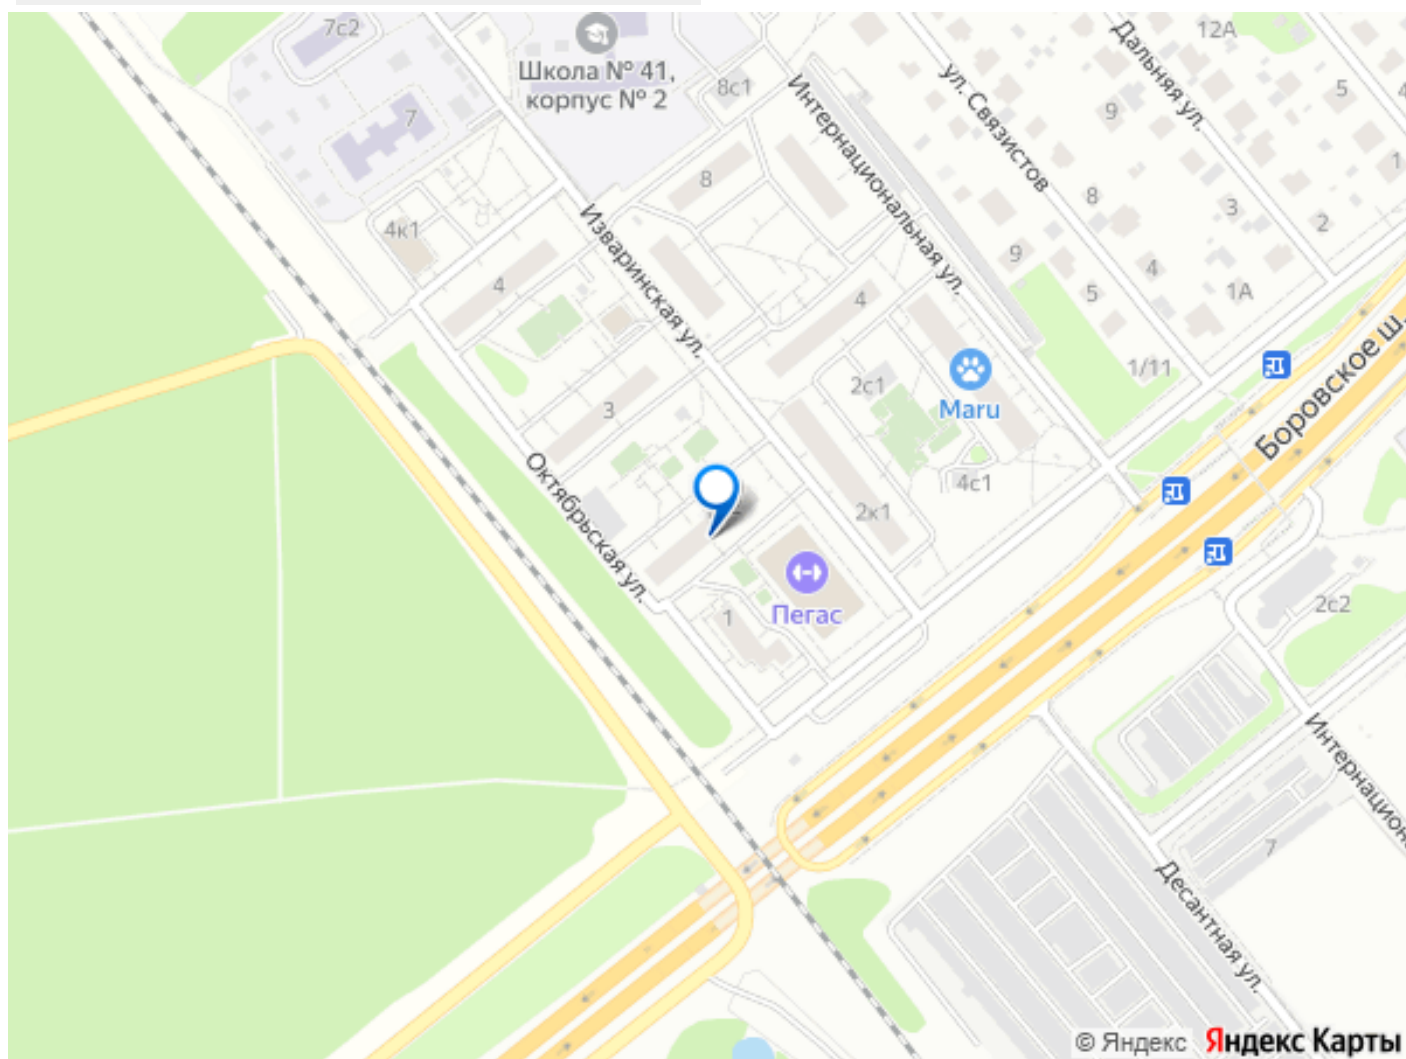 7с2
12А
Школа № 41,
корпус № 2
8с1
Интернациональная ул.
ул. Связистов
Дальняя ул.
5
4
9
7
1
8
8
3
2
4к1
Изваринская ул.
9
4
4
5
1А
4
Боровское ш.
1/11
2с1
Maru
3
Октябрьская ул.
4с1
2к1
Пегас
1
2с2
Интернацион
7
Десантная ул.
© Яндекс
Яндекс Карты